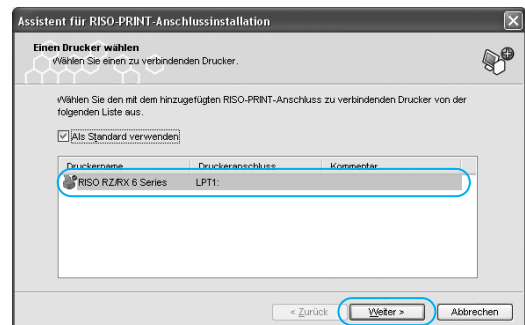 Assistent für RISO-PRINT-Anschlussinstallation
Einen Drucker wählen
Wählen Sie einen zu verbindenden Drucker.
Wählen Sie den mit dem hinzugefügten RISO-PRINT-Anschluss zu verbindenden Drucker von der
folgenden Liste aus.
Als Standard verwenden
Druckername Druckeranschluss Kommentar
RISO RZ/RX 6 Series LPT1:
< Zurück Weiter > Abbrechen